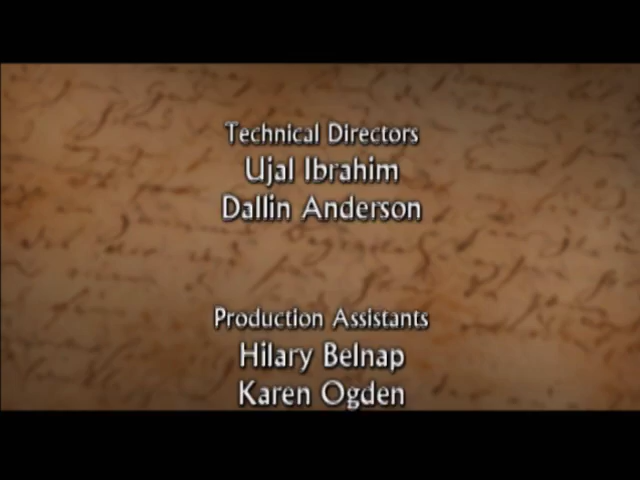 Technical Directors
Ujal Ibrahim
Dallin Anderson
Production Assistants
Hilary Belnap
Karen Ogden